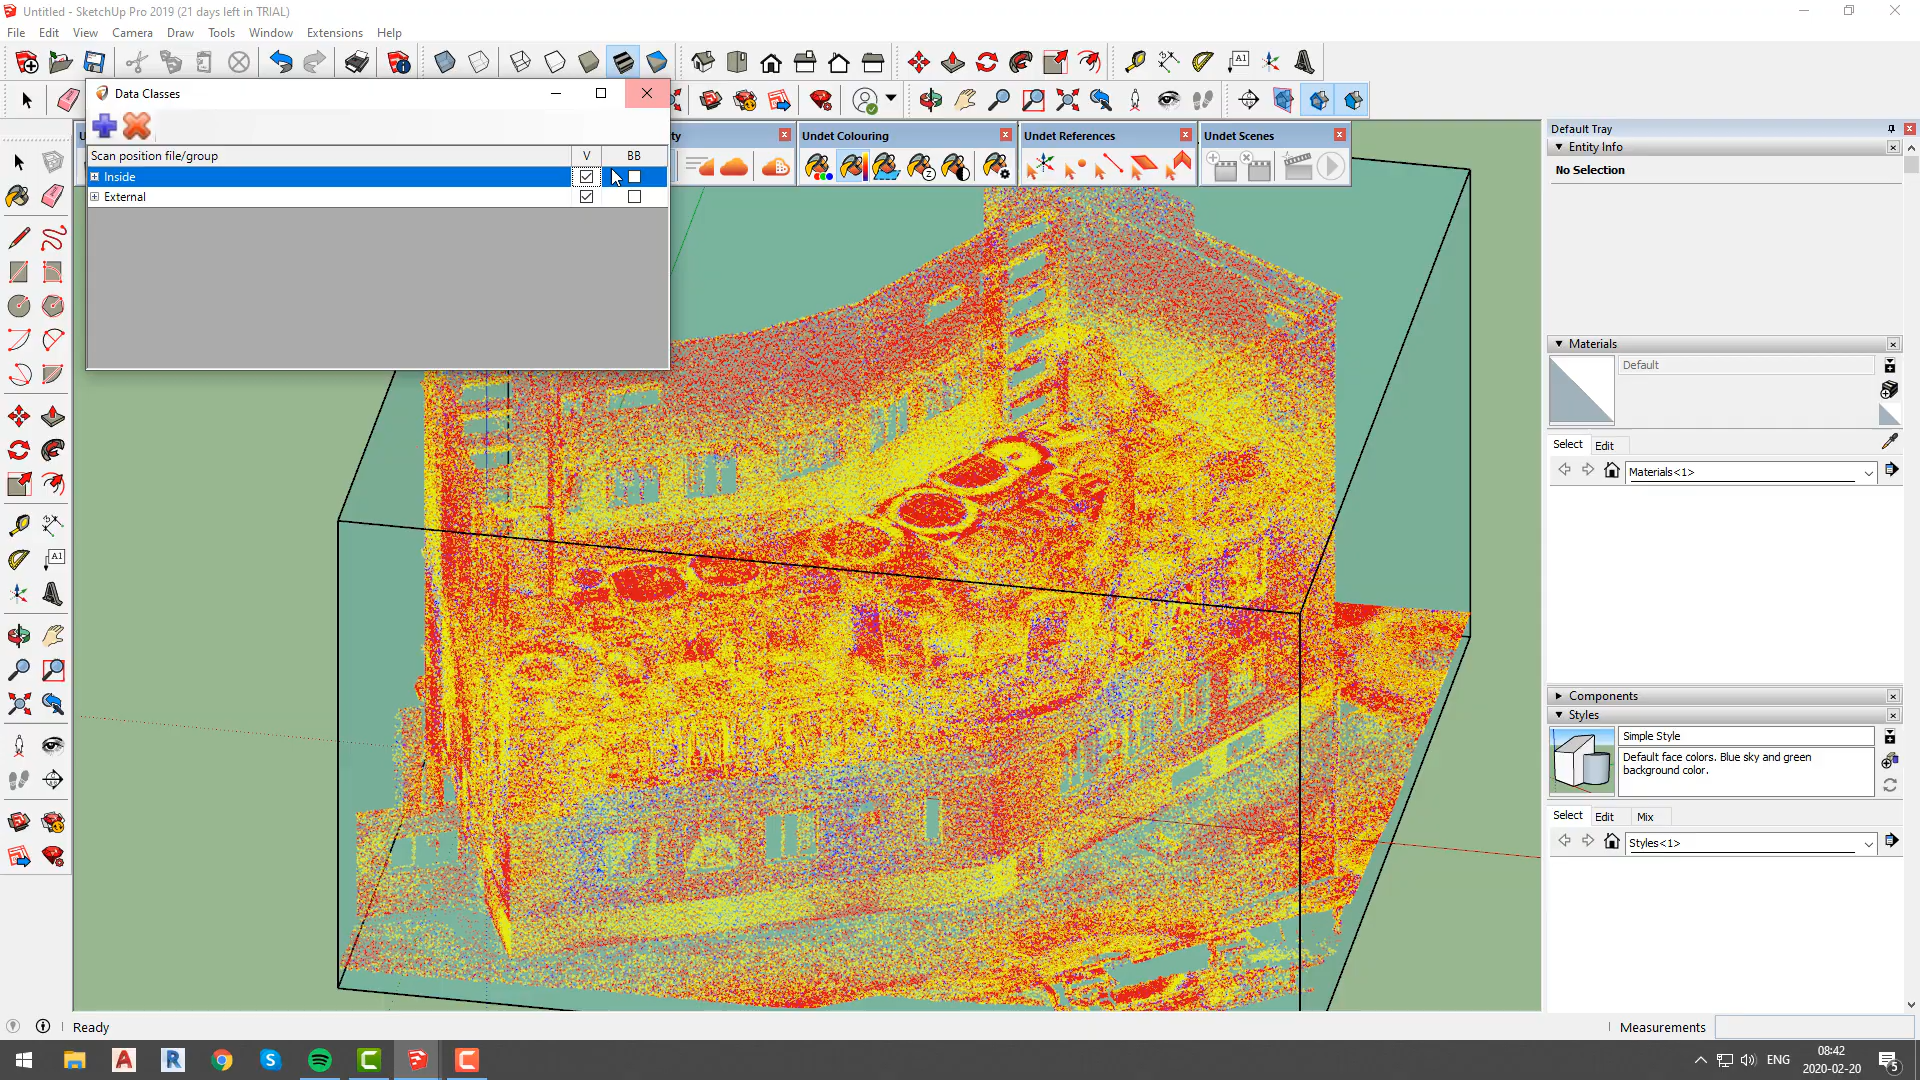 Untitled - SketchUp Pro 2019 (21 days left in TRIAL)
File Edit View Camera Draw Tools Window Extensions Help
Data Classes
Scan position file/group V BB
Inside
External
Undet Colouring
Undet References
Undet Scenes
A1
A1
Default Tray
Entity Info
No Selection
Materials
Default
Select Edit
Materials<1>
Components
Styles
Simple Style
Default face colors. Blue sky and green
background color.
Select Edit Mix
Styles<1>
Ready
Measurements
ENG
08:42
2020-02-20
5